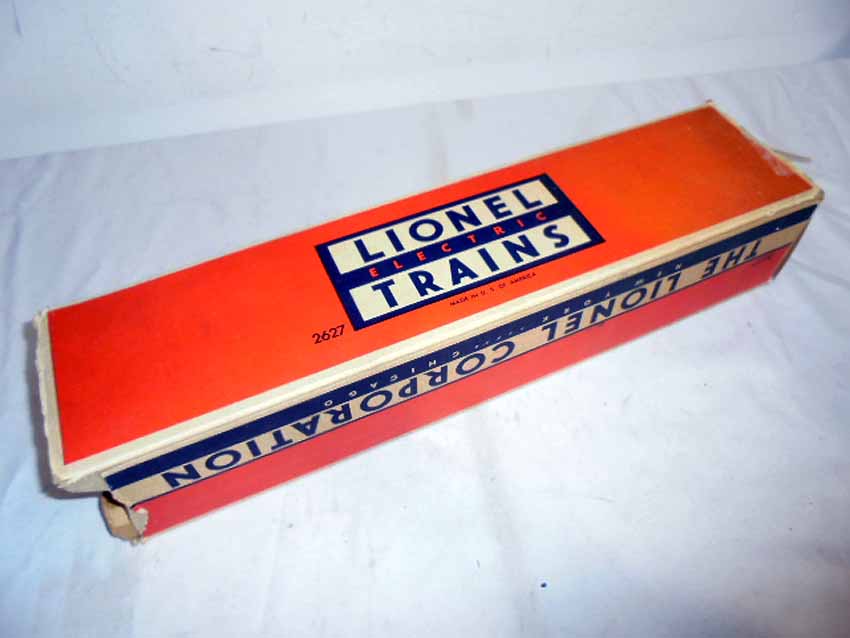 LIONEL
ELECTRIC
TRAINS
MADE IN U. S. OF AMERICA
2627
THE LIONEL CORPORATION
NEW YORK ..... CHICAGO